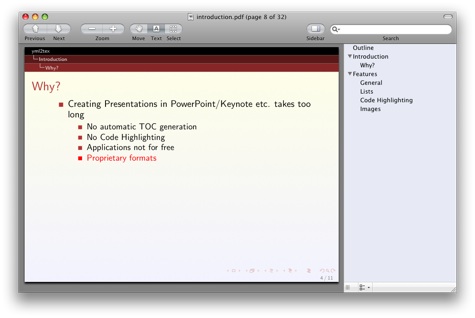 introduction.pdf (page 8 of 32)
Previous Next Zoom Move Text Select Sidebar Search
yml2tex
Introduction
Why?
Why?
Creating Presentations in PowerPoint/Keynote etc. takes too
long
No automatic TOC generation
No Code Highlighting
Applications not for free
Proprietary formats
4 / 11
Outline
Introduction
Why?
Features
General
Lists
Code Highlighting
Images